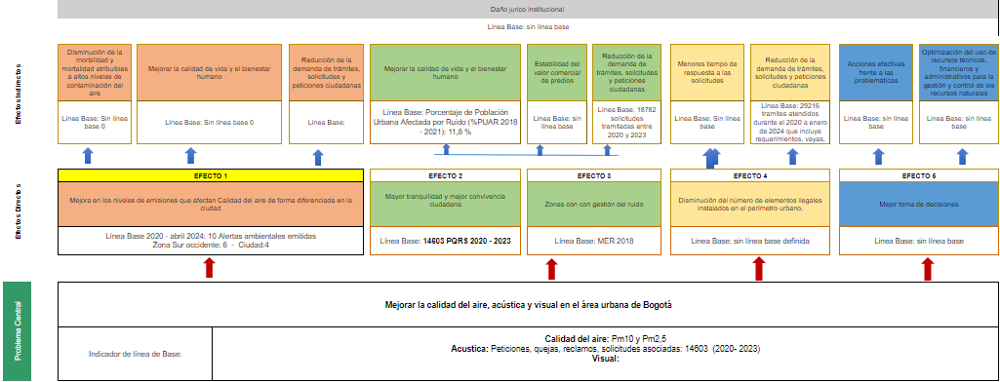 Daño jurico institucional
Línea Base: sin línea base
Efectos Indirectos
Disminución de la
morbilidad y
mortalidad atribuibles
a altos niveles de
contaminación del
aire
Línea Base: Sin línea
base 0
Mejorar la calidad de vida y el bienestar
humano
Línea Base: Sin línea base 0
Reducción de la
demanda de trámites,
solicitudes y
peticiones ciudadanas
Línea Base:
Mejorar la calidad de vida y el bienestar
humano
Línea Base: Porcetaje de Población
Urbana Afectada por Ruido (%PUAR 2018
- 2021): 11,8 %
Estabilidad del
valor comercial
de predios
Línea Base: sin
línea base
Reducción de la
demanda de
trámites, solicitudes
y peticiones
ciudadanas
Línea Base: 18782
solicitudes
tramitadas entre
2020 y 2023
Menores tiempo de
respuesta a las
solicitudes
Línea Base: Sin línea
base
Reducción de la
demanda de trámites,
solicitudes y peticiones
ciudadanas
Línea Base: 29216
tramites atendidos
durante el 2020 a enero
de 2024 que incluye
requerimientos, vayas,
Acciones efectivas
frente a las
problemáticas
Línea Base: sin línea
base
Optimización del uso de
recursos técnicos,
financieros y
administrativos para la
gestión y control de los
recursos naturales
Línea Base: sin línea
base
Efectos Directos
EFECTO 1
Mejora en los niveles de emisiones que afectan Calidad del aire de forma diferenciada en la
ciudad
Línea Base 2020 - abril 2024: 10 Alertas ambientales emitidas
Zona Sur occidente: 6 - Ciudad:4
EFECTO 2
Mayor tranquilidad y mejor convivencia
ciudadana
Línea Base: 14603 PQRS 2020 - 2023
EFECTO 3
Zonas con con gestión del ruido
Línea Base: MER 2018
EFECTO 4
Disminución del número de elementos illegales
instalados en el perímetro urbano.
Línea Base: sin línea base definida
EFECTO 5
Mejor toma de decisiones
Línea Base: sin línea base
Problema Central
Mejorar la calidad del aire, acústica y visual en el área urbana de Bogotá
Indicador de línea de Base:
Calidad del aire: Pm10 y Pm2,5
Acustica: Peticiones, quejas, reclamos, solicitudes asociadas: 14603 (2020- 2023)
Visual: